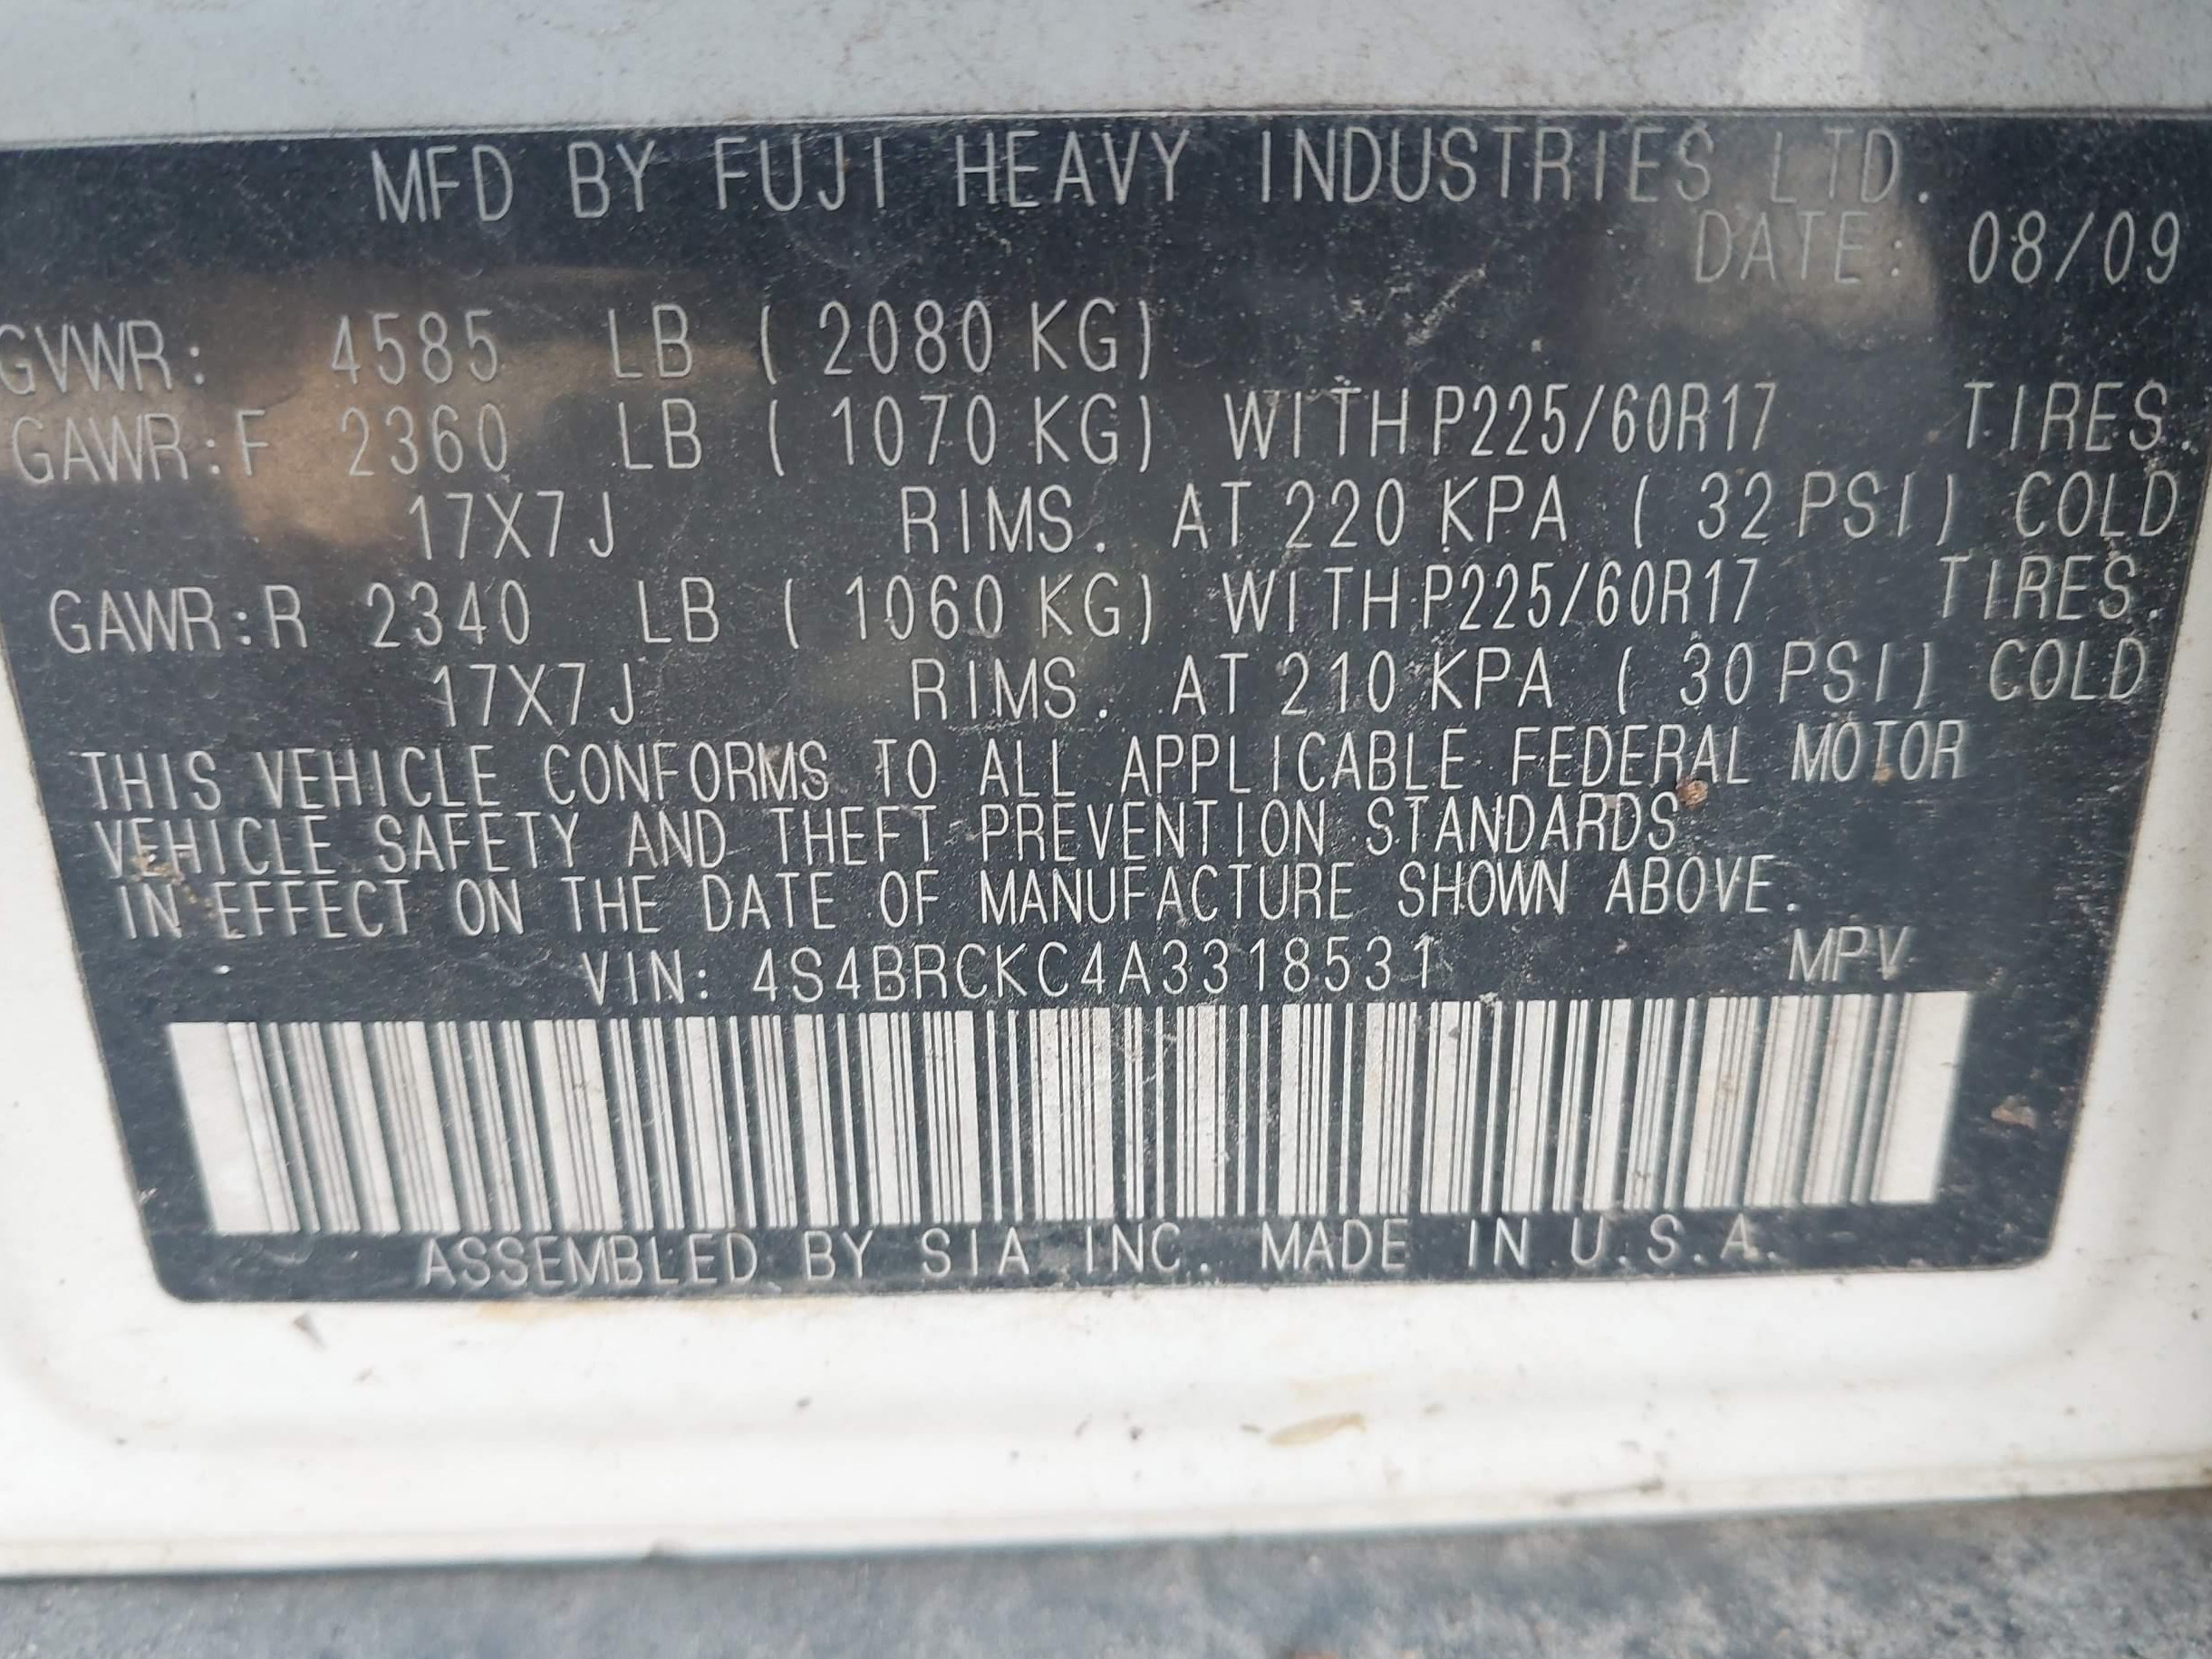 MFD BY FUJI HEAVY INDUSTRIES LTD.
DATE: 08/09
GVWR: 4585 LB ( 2080 KG)
GAWR:F 2360 LB ( 1070 KG) WITH P225/60R17 TIRES.
17X7J RIMS. AT 220 KPA ( 32 PSI) COLD
GAWR:R 2340 LB ( 1060 KG) WITH P225/60R17 TIRES.
17X7J RIMS. AT 210 KPA ( 30 PSI) COLD
THIS VEHICLE CONFORMS TO ALL APPLICABLE FEDERAL MOTOR
VEHICLE SAFETY AND THEFT PREVENTION STANDARDS
IN EFFECT ON THE DATE OF MANUFACTURE SHOWN ABOVE.
VIN: 4S4BRCKC4A3318531 MPV
ASSEMBLED BY SIA INC. MADE IN U.S.A.